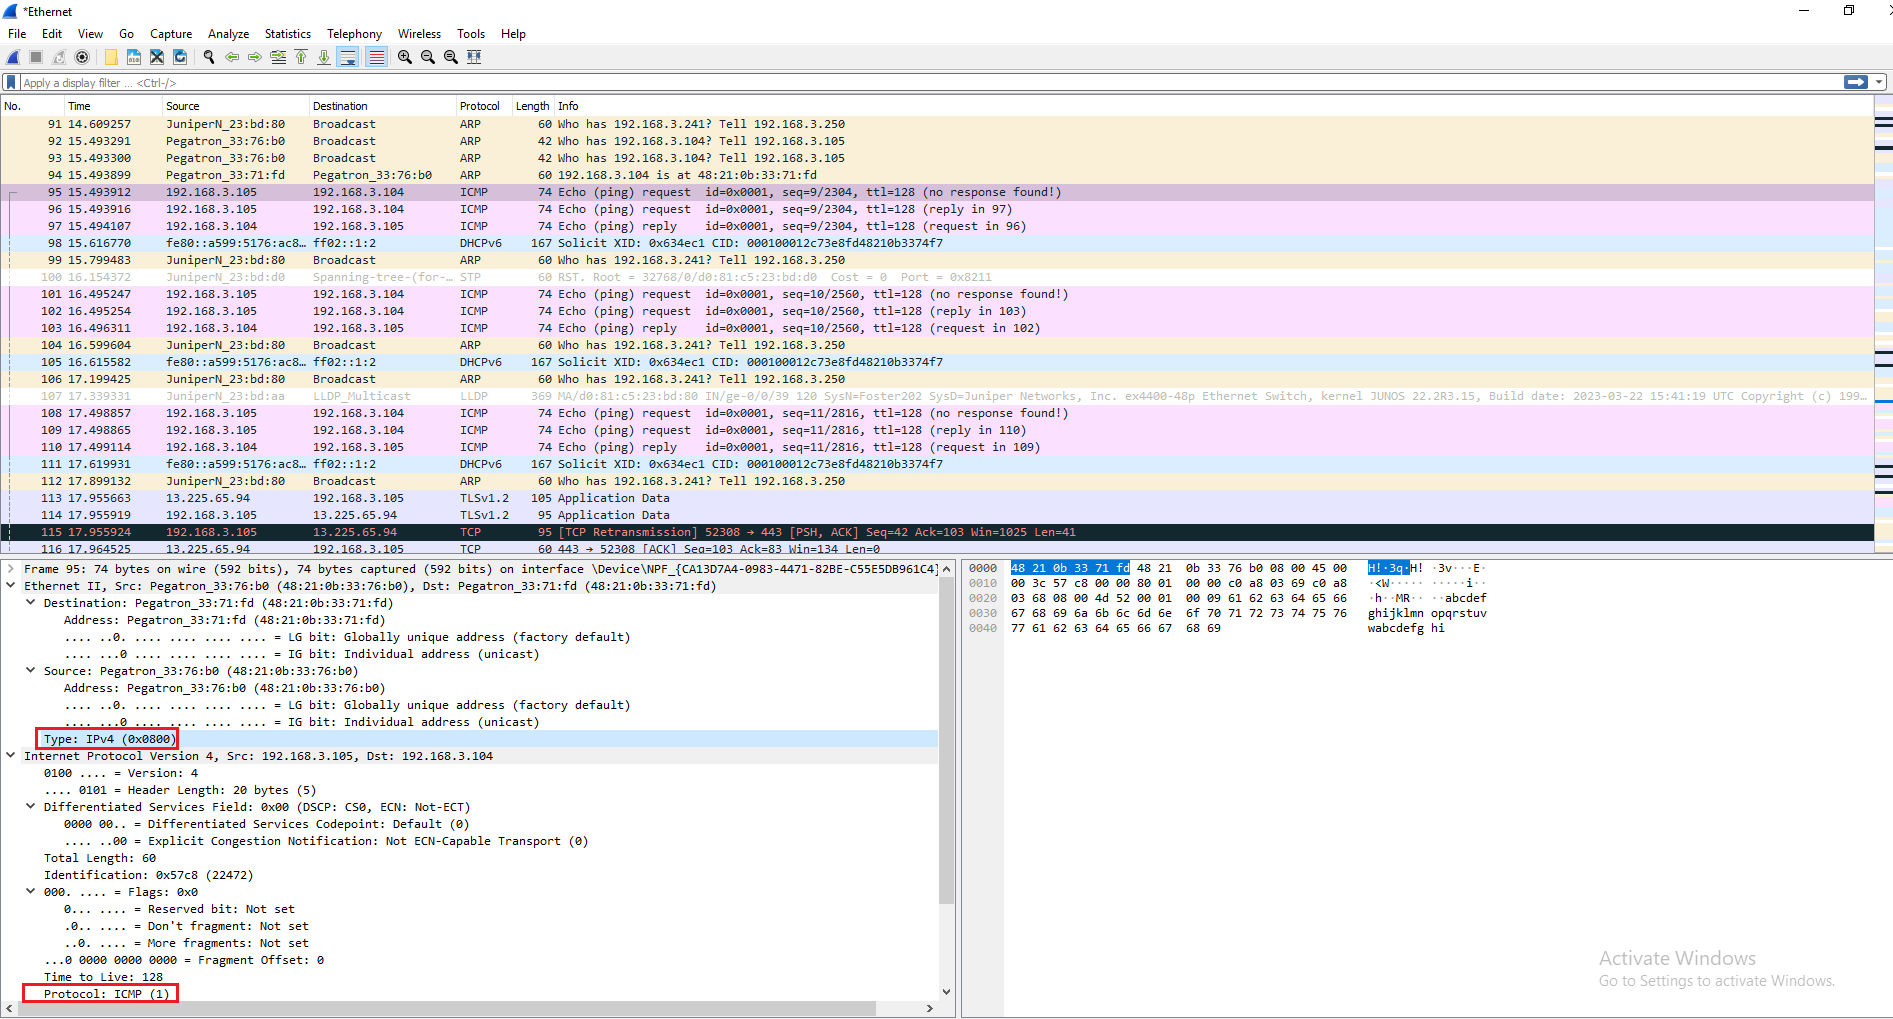 *Ethernet
File Edit View Go Capture Analyze Statistics Telephony Wireless Tools Help
Apply a display filter ... <Ctrl-/>
No. Time Source Destination Protocol Length Info
91 14.609257 JuniperN_23:bd:80 Broadcast ARP 60 Who has 192.168.3.241? Tell 192.168.3.250
92 15.493291 Pegatron_33:76:b0 Broadcast ARP 42 Who has 192.168.3.104? Tell 192.168.3.105
93 15.493300 Pegatron_33:76:b0 Broadcast ARP 42 Who has 192.168.3.104? Tell 192.168.3.105
94 15.493899 Pegatron_33:71:fd Pegatron_33:76:b0 ARP 60 192.168.3.104 is at 48:21:0b:33:71:fd
95 15.493912 192.168.3.105 192.168.3.104 ICMP 74 Echo (ping) request id=0x0001, seq=9/2304, ttl=128 (no response found!)
96 15.493916 192.168.3.105 192.168.3.104 ICMP 74 Echo (ping) request id=0x0001, seq=9/2304, ttl=128 (reply in 97)
97 15.494107 192.168.3.104 192.168.3.105 ICMP 74 Echo (ping) reply id=0x0001, seq=9/2304, ttl=128 (request in 96)
98 15.616770 fe80::a599:5176:ac8… ff02::1:2 DHCPv6 167 Solicit XID: 0x634ec1 CID: 000100012c73e8fd48210b3374f7
99 15.799483 JuniperN_23:bd:80 Broadcast ARP 60 Who has 192.168.3.241? Tell 192.168.3.250
100 16.154372 JuniperN_23:bd:d0 Spanning-tree-(for-… STP 60 RST. Root = 32768/0/d0:81:c5:23:bd:d0 Cost = 0 Port = 0x8211
101 16.495247 192.168.3.105 192.168.3.104 ICMP 74 Echo (ping) request id=0x0001, seq=10/2560, ttl=128 (no response found!)
102 16.495254 192.168.3.105 192.168.3.104 ICMP 74 Echo (ping) request id=0x0001, seq=10/2560, ttl=128 (reply in 103)
103 16.496311 192.168.3.104 192.168.3.105 ICMP 74 Echo (ping) reply id=0x0001, seq=10/2560, ttl=128 (request in 102)
104 16.599604 JuniperN_23:bd:80 Broadcast ARP 60 Who has 192.168.3.241? Tell 192.168.3.250
105 16.615582 fe80::a599:5176:ac8… ff02::1:2 DHCPv6 167 Solicit XID: 0x634ec1 CID: 000100012c73e8fd48210b3374f7
106 17.199425 JuniperN_23:bd:80 Broadcast ARP 60 Who has 192.168.3.241? Tell 192.168.3.250
107 17.339331 JuniperN_23:bd:aa LLDP_Multicast LLDP 369 MA/d0:81:c5:23:bd:80 IN/ge-0/0/39 120 SysN=Foster202 SysD=Juniper Networks, Inc. ex4400-48p Ethernet Switch, kernel JUNOS 22.2R3.15, Build date: 2023-03-22 15:41:19 UTC Copyright (c) 199…
108 17.498857 192.168.3.105 192.168.3.104 ICMP 74 Echo (ping) request id=0x0001, seq=11/2816, ttl=128 (no response found!)
109 17.498865 192.168.3.105 192.168.3.104 ICMP 74 Echo (ping) request id=0x0001, seq=11/2816, ttl=128 (reply in 110)
110 17.499114 192.168.3.104 192.168.3.105 ICMP 74 Echo (ping) reply id=0x0001, seq=11/2816, ttl=128 (request in 109)
111 17.619931 fe80::a599:5176:ac8… ff02::1:2 DHCPv6 167 Solicit XID: 0x634ec1 CID: 000100012c73e8fd48210b3374f7
112 17.899132 JuniperN_23:bd:80 Broadcast ARP 60 Who has 192.168.3.241? Tell 192.168.3.250
113 17.955663 13.225.65.94 192.168.3.105 TLSv1.2 105 Application Data
114 17.955919 192.168.3.105 13.225.65.94 TLSv1.2 95 Application Data
115 17.955924 192.168.3.105 13.225.65.94 TCP 95 [TCP Retransmission] 52308 → 443 [PSH, ACK] Seq=42 Ack=103 Win=1025 Len=41
116 17.964525 13.225.65.94 192.168.3.105 TCP 60 443 → 52308 [ACK] Seq=103 Ack=83 Win=134 Len=0
Frame 95: 74 bytes on wire (592 bits), 74 bytes captured (592 bits) on interface \Device\NPF_{CA13D7A4-0983-4471-82BE-C55E5DB961C4}
Ethernet II, Src: Pegatron_33:76:b0 (48:21:0b:33:76:b0), Dst: Pegatron_33:71:fd (48:21:0b:33:71:fd)
Destination: Pegatron_33:71:fd (48:21:0b:33:71:fd)
Address: Pegatron_33:71:fd (48:21:0b:33:71:fd)
.... ..0. .... .... .... .... = LG bit: Globally unique address (factory default)
.... ...0 .... .... .... .... = IG bit: Individual address (unicast)
Source: Pegatron_33:76:b0 (48:21:0b:33:76:b0)
Address: Pegatron_33:76:b0 (48:21:0b:33:76:b0)
.... ..0. .... .... .... .... = LG bit: Globally unique address (factory default)
.... ...0 .... .... .... .... = IG bit: Individual address (unicast)
Type: IPv4 (0x0800)
Internet Protocol Version 4, Src: 192.168.3.105, Dst: 192.168.3.104
0100 .... = Version: 4
.... 0101 = Header Length: 20 bytes (5)
Differentiated Services Field: 0x00 (DSCP: CS0, ECN: Not-ECT)
0000 00.. = Differentiated Services Codepoint: Default (0)
.... ..00 = Explicit Congestion Notification: Not ECN-Capable Transport (0)
Total Length: 60
Identification: 0x57c8 (22472)
000. .... = Flags: 0x0
0... .... = Reserved bit: Not set
.0.. .... = Don't fragment: Not set
..0. .... = More fragments: Not set
...0 0000 0000 0000 = Fragment Offset: 0
Time to Live: 128
Protocol: ICMP (1)
0000 48 21 0b 33 71 fd 48 21 0b 33 76 b0 08 00 45 00 H!·3q·H! ·3v···E·
0010 00 3c 57 c8 00 00 80 01 00 00 c0 a8 03 69 c0 a8 ·<W····· ·····i··
0020 03 68 08 00 4d 52 00 01 00 09 61 62 63 64 65 66 ·h··MR·· ··abcdef
0030 67 68 69 6a 6b 6c 6d 6e 6f 70 71 72 73 74 75 76 ghijklmn opqrstuv
0040 77 61 62 63 64 65 66 67 68 69 wabcdefg hi
Activate Windows
Go to Settings to activate Windows.